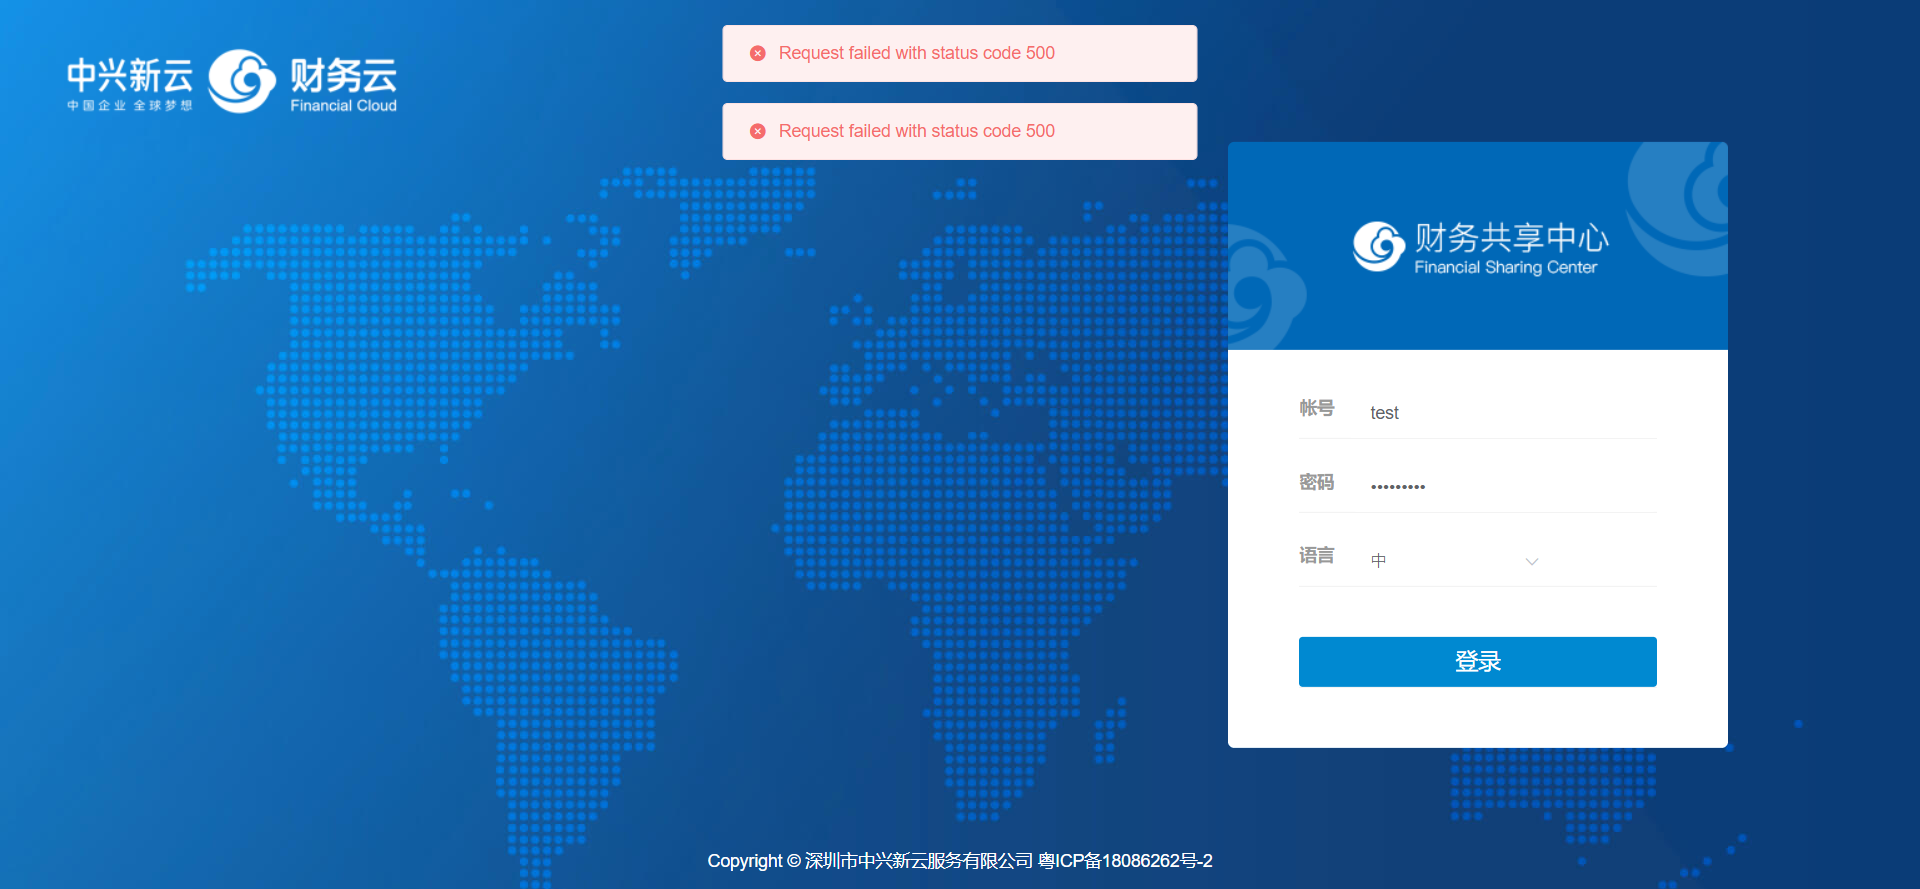 Request failed with status code 500
Request failed with status code 500
中兴新云
中国企业 全球梦想
财务云
Financial Cloud
财务共享中心
Financial Sharing Center
帐号 test
密码 •••••••••
语言 中
登录
Copyright © 深圳市中兴新云服务有限公司 粤ICP备18086262号-2